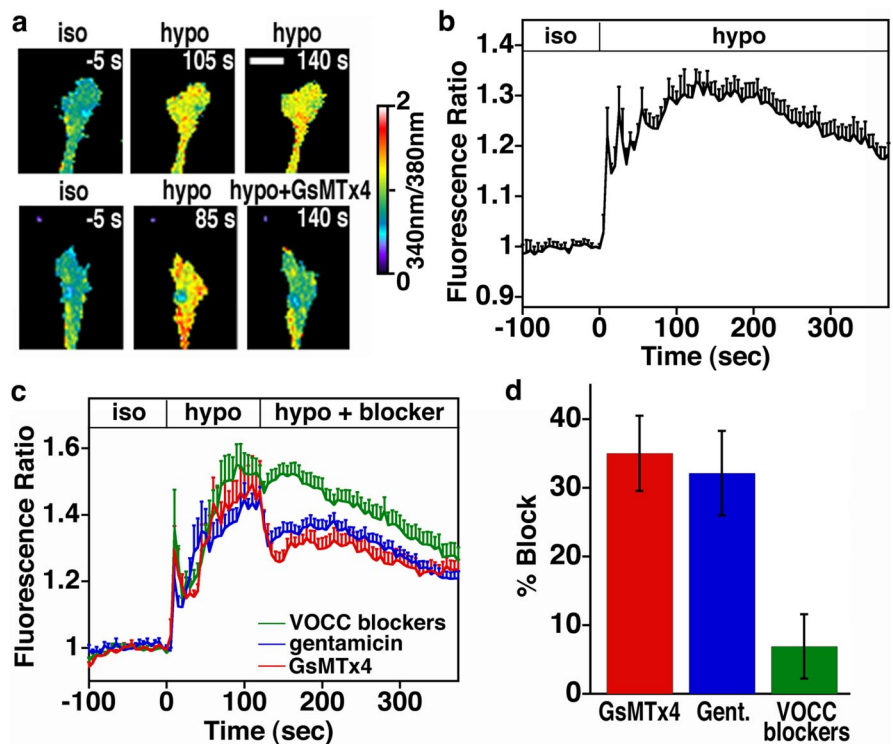 a
iso hypo hypo
-5 s 105 s 140 s
iso hypo hypo+GsMTx4
-5 s 85 s 140 s
2
0
340nm/380nm
b
iso hypo
1.4
1.3
1.2
1.1
1
0.9
Fluorescence Ratio
-100 0 100 200 300
Time (sec)
c
iso hypo hypo + blocker
1.6
1.4
1.2
1
Fluorescence Ratio
VOCC blockers
gentamicin
GsMTx4
-100 0 100 200 300
Time (sec)
d
40
30
20
10
0
% Block
GsMTx4 Gent. VOCC
blockers